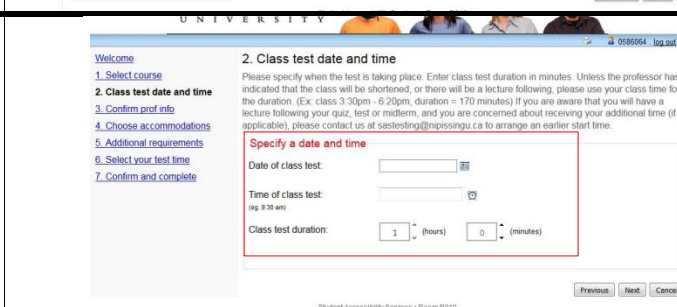 UNIVERSITY
0586064 log out
Welcome
1. Select course
2. Class test date and time
3. Confirm prof info
4. Choose accommodations
5. Additional requirements
6. Select your test time
7. Confirm and complete
2. Class test date and time
Please specify when the test is taking place. Enter class test duration in minutes. Unless the professor has
indicated that the class will be shortened, or there will be a lecture following, please use your class time fo
the duration. (Ex: class 3:30pm - 6:20pm, duration = 170 minutes) If you are aware that you will have a
lecture following your quiz, test or midterm, and you are concerned about receiving your additional time (if
applicable), please contact us at sastesting@nipissingu.ca to arrange an earlier start time.
Specify a date and time
Date of class test:
Time of class test:
(eg. 9:30 am)
Class test duration:
1 (hours) 0 (minutes)
Previous Next Cance